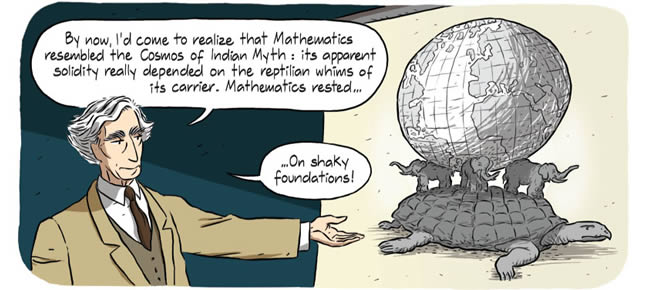 By now, I'd come to realize that Mathematics
resembled the Cosmos of Indian Myth : its apparent
solidity really depended on the reptilian whims of
its carrier. Mathematics rested...
...On shaky
foundations!